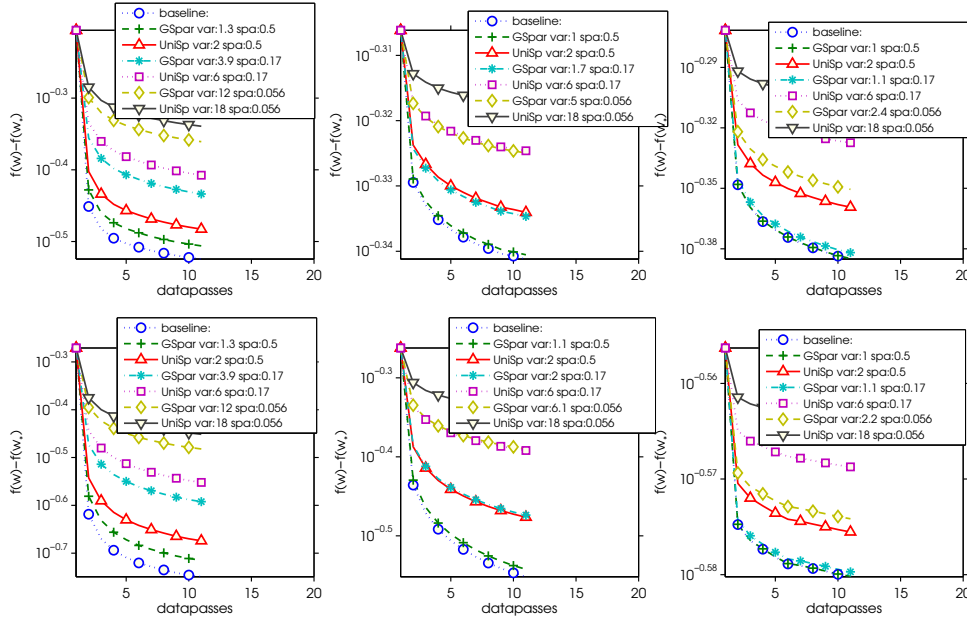 baseline:
GSpar var:1.3 spa:0.5
UniSp var:2 spa:0.5
GSpar var:3.9 spa:0.17
UniSp var:6 spa:0.17
GSpar var:12 spa:0.056
UniSp var:18 spa:0.056
10^−0.3
10^−0.4
10^−0.5
f(w)−f(w*)
5 10 15 20
datapasses
baseline:
GSpar var:1 spa:0.5
UniSp var:2 spa:0.5
GSpar var:1.7 spa:0.17
UniSp var:6 spa:0.17
GSpar var:5 spa:0.056
UniSp var:18 spa:0.056
10^−0.31
10^−0.32
10^−0.33
10^−0.34
f(w)−f(w*)
5 10 15 20
datapasses
baseline:
GSpar var:1 spa:0.5
UniSp var:2 spa:0.5
GSpar var:1.1 spa:0.17
UniSp var:6 spa:0.17
GSpar var:2.4 spa:0.056
UniSp var:18 spa:0.056
10^−0.29
10^−0.32
10^−0.35
10^−0.38
f(w)−f(w*)
5 10 15 20
datapasses
baseline:
GSpar var:1.3 spa:0.5
UniSp var:2 spa:0.5
GSpar var:3.9 spa:0.17
UniSp var:6 spa:0.17
GSpar var:12 spa:0.056
UniSp var:18 spa:0.056
10^−0.3
10^−0.4
10^−0.5
10^−0.6
10^−0.7
f(w)−f(w*)
5 10 15 20
datapasses
baseline:
GSpar var:1.1 spa:0.5
UniSp var:2 spa:0.5
GSpar var:2 spa:0.17
UniSp var:6 spa:0.17
GSpar var:6.1 spa:0.056
UniSp var:18 spa:0.056
10^−0.3
10^−0.4
10^−0.5
f(w)−f(w*)
5 10 15 20
datapasses
baseline:
GSpar var:1 spa:0.5
UniSp var:2 spa:0.5
GSpar var:1.1 spa:0.17
UniSp var:6 spa:0.17
GSpar var:2.2 spa:0.056
UniSp var:18 spa:0.056
10^−0.56
10^−0.57
10^−0.58
f(w)−f(w*)
5 10 15 20
datapasses